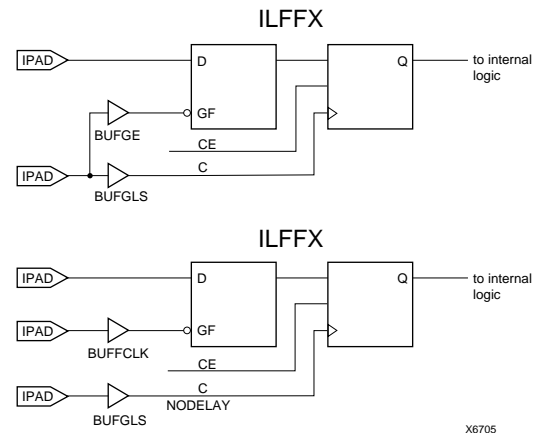 ILFFX
IPAD
D
Q
to internal
logic
GF
BUFGE
CE
IPAD
C
BUFGLS
ILFFX
IPAD
D
Q
to internal
logic
IPAD
GF
BUFFCLK
CE
IPAD
C
NODELAY
BUFGLS
X6705